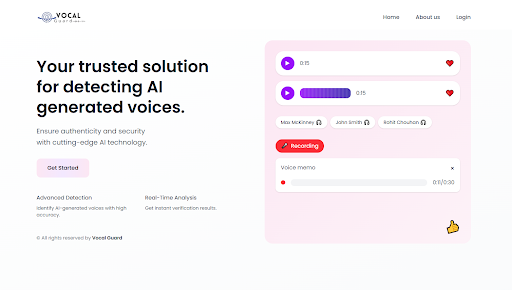 VOCAL
Guard
Home
About us
Login
Your trusted solution
for detecting AI
generated voices.
Ensure authenticity and security
with cutting-edge AI technology.
Get Started
Advanced Detection
Identify AI-generated voices with high
accuracy.
Real-Time Analysis
Get instant verification results.
© All rights reserved by Vocal Guard
0:15
0:15
Max McKinney
John Smith
Rohit Chouhan
Recording
Voice memo
×
0:6/0:30